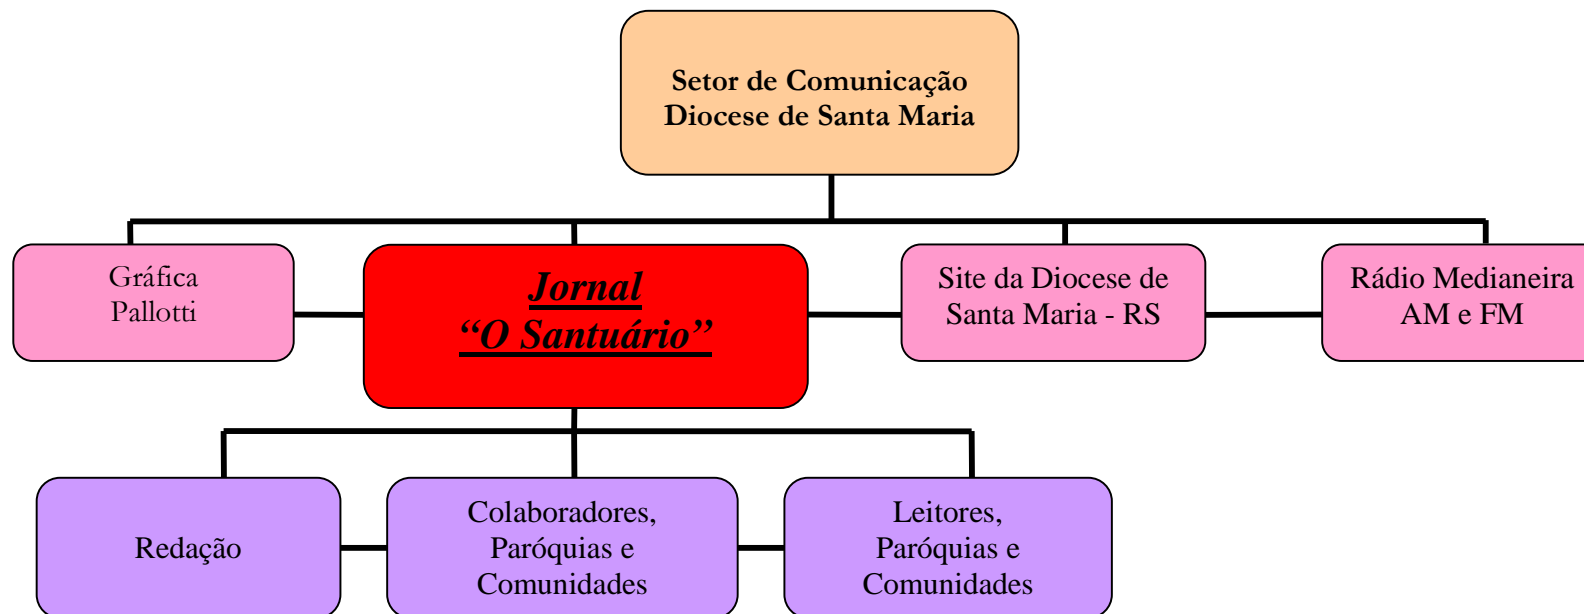 Setor de Comunicação
Diocese de Santa Maria
Gráfica
Pallotti
Jornal
“O Santuário”
Site da Diocese de
Santa Maria - RS
Rádio Medianeira
AM e FM
Redação
Colaboradores,
Paróquias e
Comunidades
Leitores,
Paróquias e
Comunidades